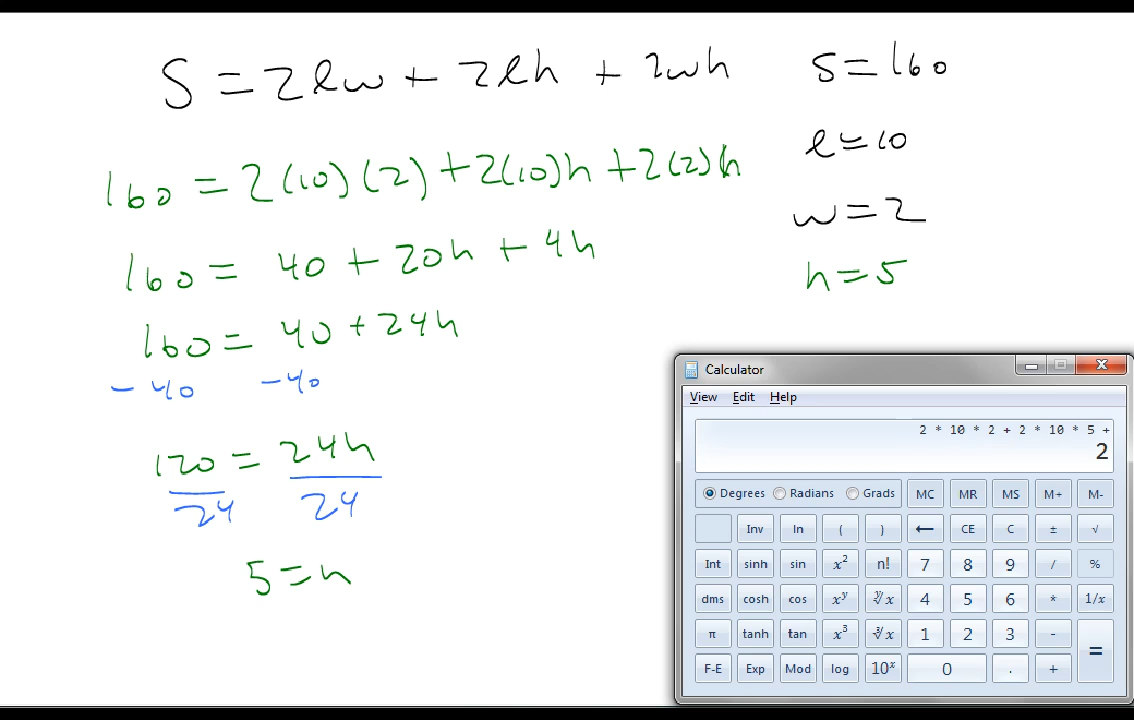 S = 2lw + 2lh + 2wh
160 = 2(10)(2) + 2(10)h + 2(2)h
160 = 40 + 20h + 4h
160 = 40 + 24h
-40 -40
120 = 24h
24 24
5 = h
S = 160
l = 10
w = 2
h = 5
Calculator
View Edit Help
2 * 10 * 2 + 2 * 10 * 5 +
2
Degrees Radians Grads MC MR MS M+ M-
Inv ln ( ) ← CE C ± √
Int sinh sin x² n! 7 8 9 / %
dms cosh cos xʸ ʸ√x 4 5 6 * 1/x
π tanh tan x³ ³√x 1 2 3 - =
F-E Exp Mod log 10ˣ 0 . +